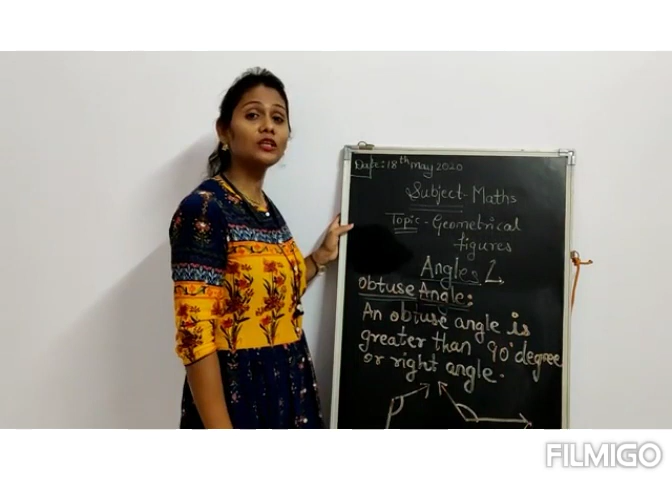 Date:18th May 2020
Subject-Maths
Topic - Geometrical
figures
Angles
Obtuse Angle:
An obtuse angle is
greater than 90° degree
or right angle.
FILMIGO